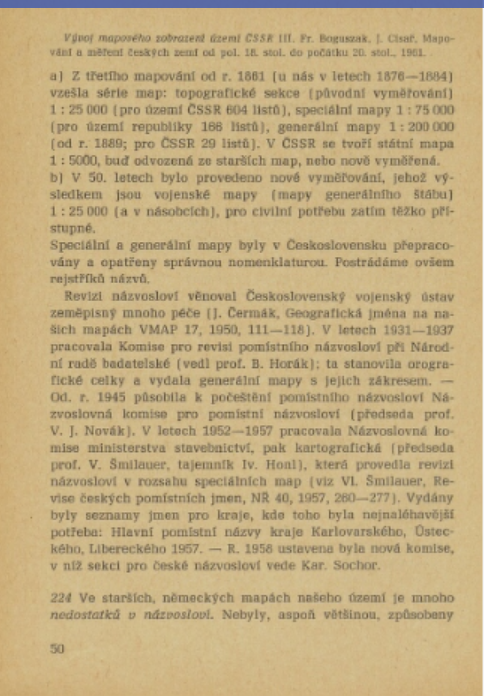 Vývoj mapového zobrazení území ČSSR III. Fr. Boguszak, J. Císař, Mapo-
vání a měření českých zemí od pol. 18. stol. do počátku 20. stol., 1961.
a) Z třetího mapování od r. 1861 (u nás v letech 1876—1884)
vzešla série map: topografické sekce (původní vyměřování)
1 : 25 000 (pro území ČSSR 604 listů), speciální mapy 1 : 75 000
(pro území republiky 166 listů), generální mapy 1 : 200 000
(od r. 1889; pro ČSSR 29 listů). V ČSSR se tvoří státní mapa
1 : 5000, buď odvozená ze starších map, nebo nově vyměřená.
b) V 50. letech bylo provedeno nové vyměřování, jehož vý-
sledkem jsou vojenské mapy (mapy generálního štábu)
1 : 25 000 (a v násobcích), pro civilní potřebu zatím těžko pří-
stupné.
Speciální a generální mapy byly v Československu přepraco-
vány a opatřeny správnou nomenklaturou. Postrádáme ovšem
rejstříků názvů.
Revizi názvosloví věnoval Československý vojenský ústav
zeměpisný mnoho péče (J. Čermák, Geografická jména na na-
šich mapách VMAP 17, 1950, 111—118). V letech 1931—1937
pracovala Komise pro revisi pomístního názvosloví při Národ-
ní radě badatelské (vedl prof. B. Horák); ta stanovila orogra-
fické celky a vydala generální mapy s jejich zákresem. —
Od. r. 1945 působila k počeštění pomístního názvosloví Ná-
zvoslovná komise pro pomístní názvosloví (předseda prof.
V. J. Novák). V letech 1952—1957 pracovala Názvoslovná ko-
mise ministerstva stavebnictví, pak kartografická (předseda
prof. V. Šmilauer, tajemník Iv. Honl), která provedla revizi
názvosloví v rozsahu speciálních map (viz Vl. Šmilauer, Re-
vise českých pomístních jmen, NŘ 40, 1957, 260—277). Vydány
byly seznamy jmen pro kraje, kde toho byla nejnaléhavější
potřeba: Hlavní pomístní názvy kraje Karlovarského, Ústec-
kého, Libereckého 1957. — R. 1958 ustavena byla nová komise,
v níž sekci pro české názvosloví vede Kar. Sochor.
224 Ve starších, německých mapách našeho území je mnoho
nedostatků v názvosloví. Nebyly, aspoň většinou, způsobeny
50